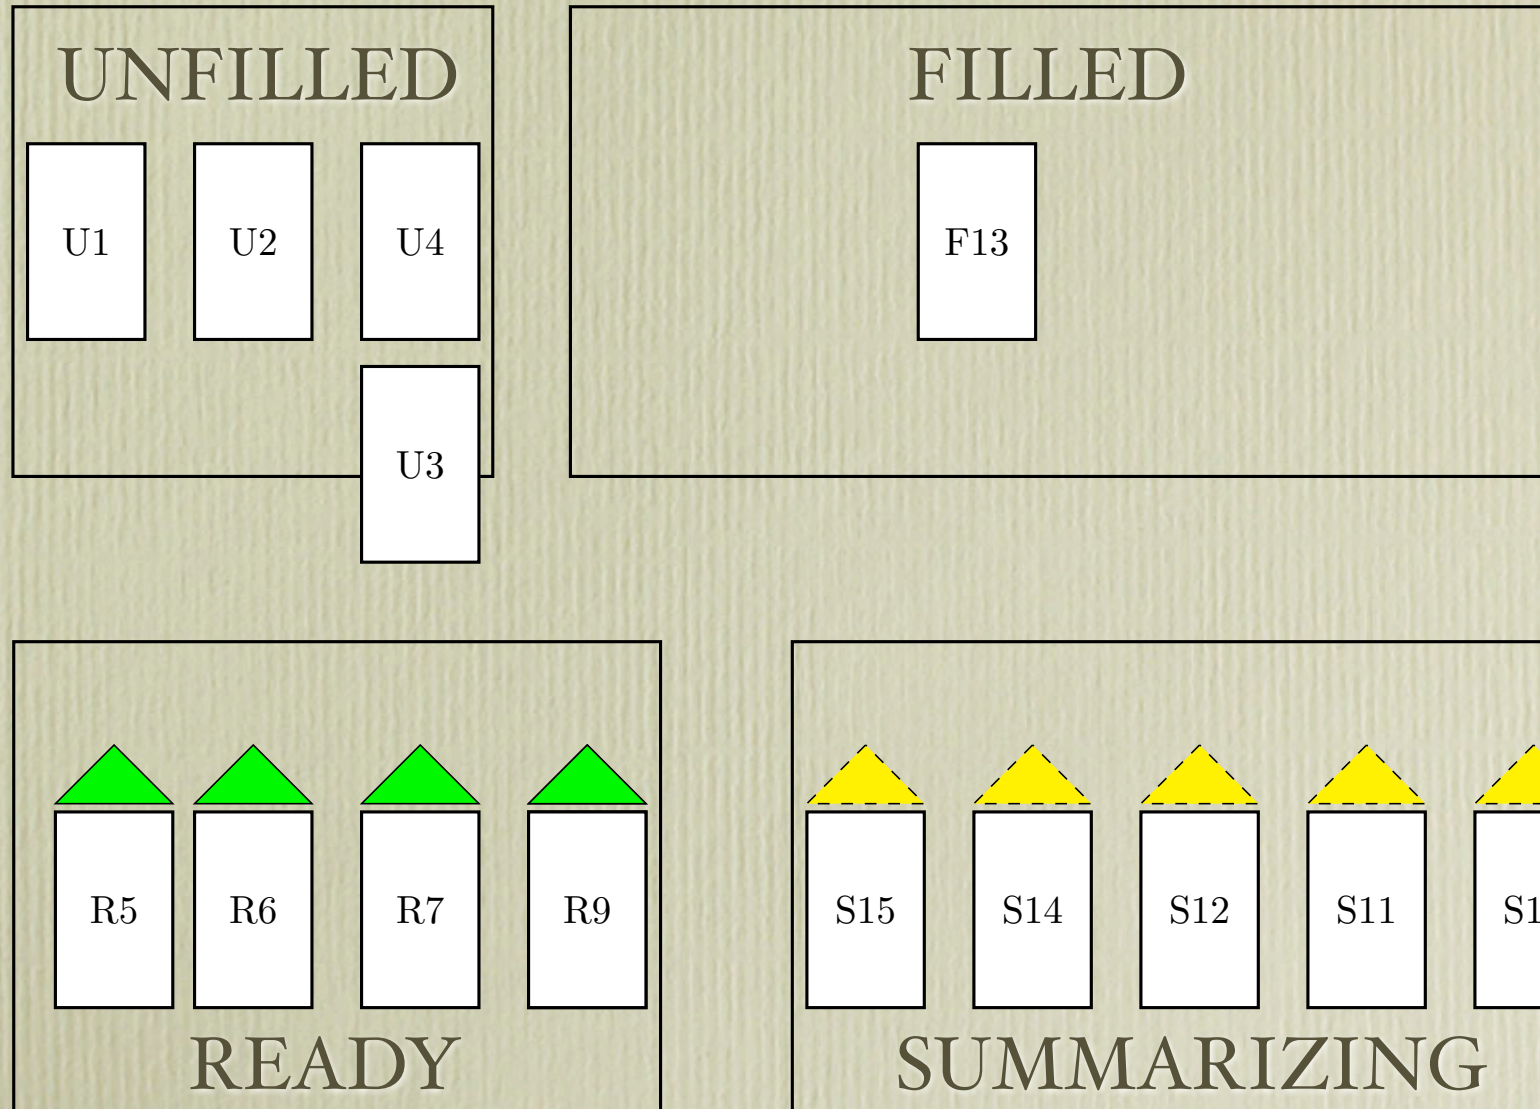 UNFILLED
FILLED
U1
U2
U4
F13
U3
R5
R6
R7
R9
S15
S14
S12
S11
READY
SUMMARIZING